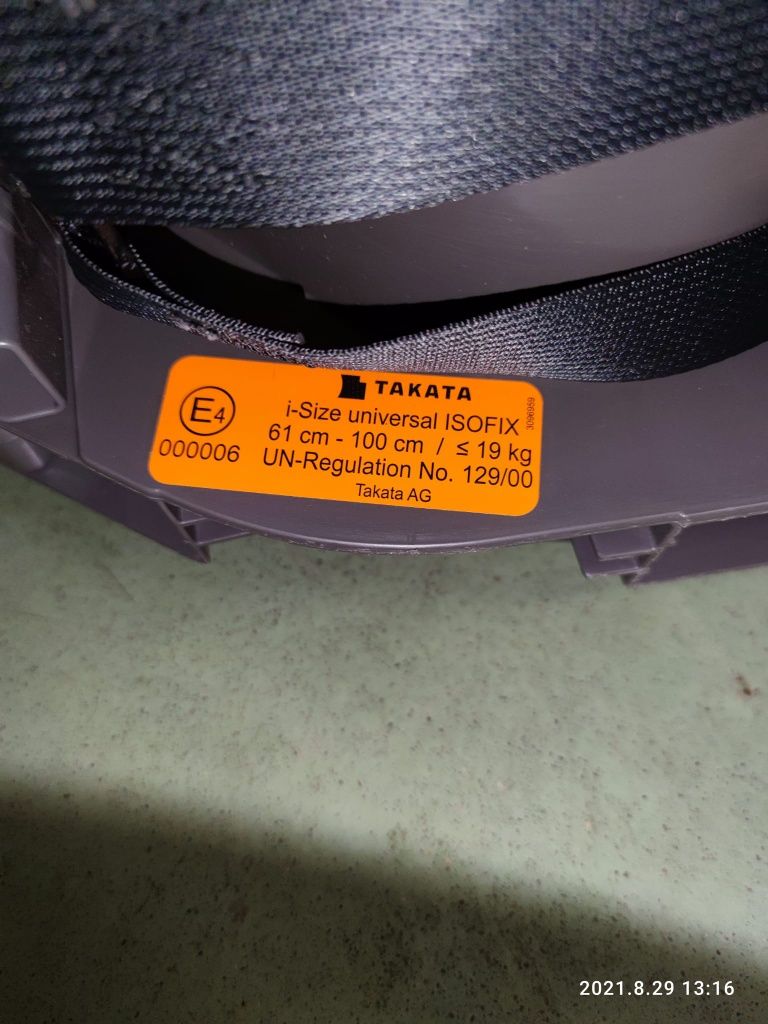 TAKATA
E4
i-Size universal ISOFIX
61 cm - 100 cm / ≤ 19 kg
000006
UN-Regulation No. 129/00
Takata AG
3096959
2021.8.29 13:16